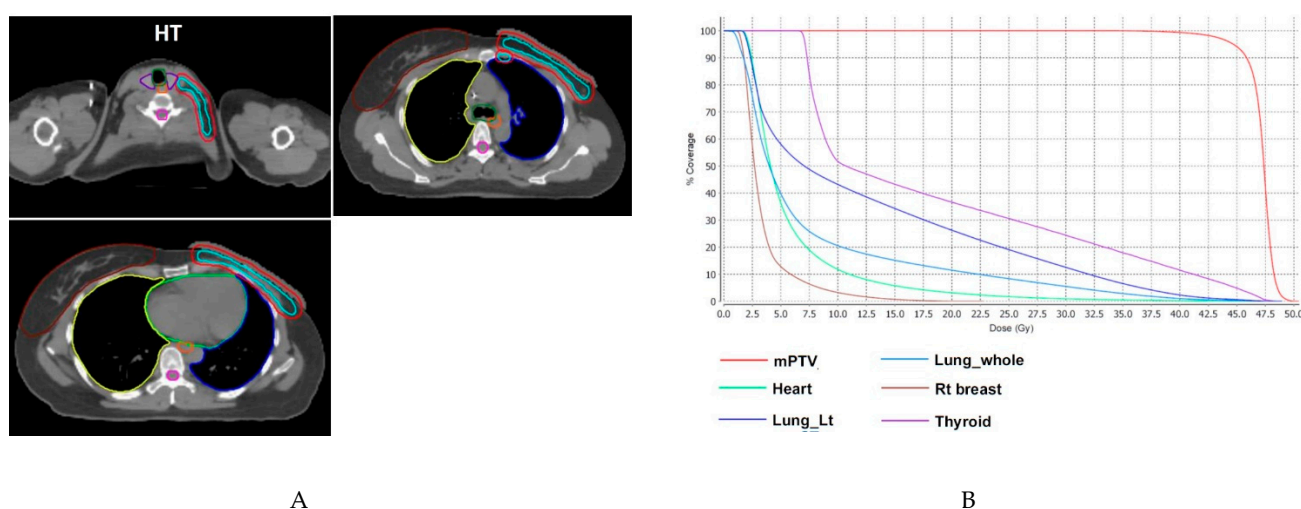 HT
% Coverage
100
90
80
70
60
50
40
30
20
10
0
0.0 2.5 5.0 7.5 10.0 12.5 15.0 17.5 20.0 22.5 25.0 27.5 30.0 32.5 35.0 37.5 40.0 42.5 45.0 47.5 50.0
Dose (Gy)
mPTV Lung_whole
Heart Rt breast
Lung_Lt Thyroid
A B